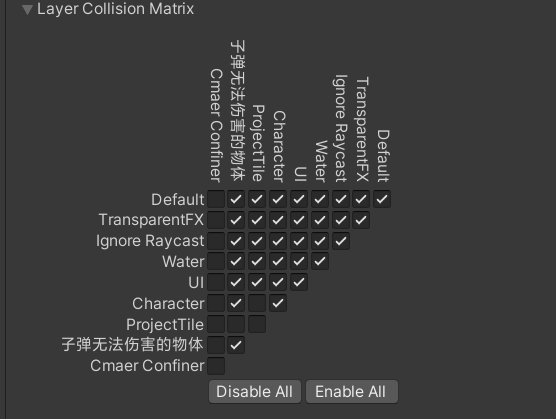 Layer Collision Matrix
Cmaer Confiner
子弹无法伤害的物体
ProjectTile
Character
UI
Water
Ignore Raycast
TransparentFX
Default
Default
TransparentFX
Ignore Raycast
Water
UI
Character
ProjectTile
子弹无法伤害的物体
Cmaer Confiner
Disable All Enable All